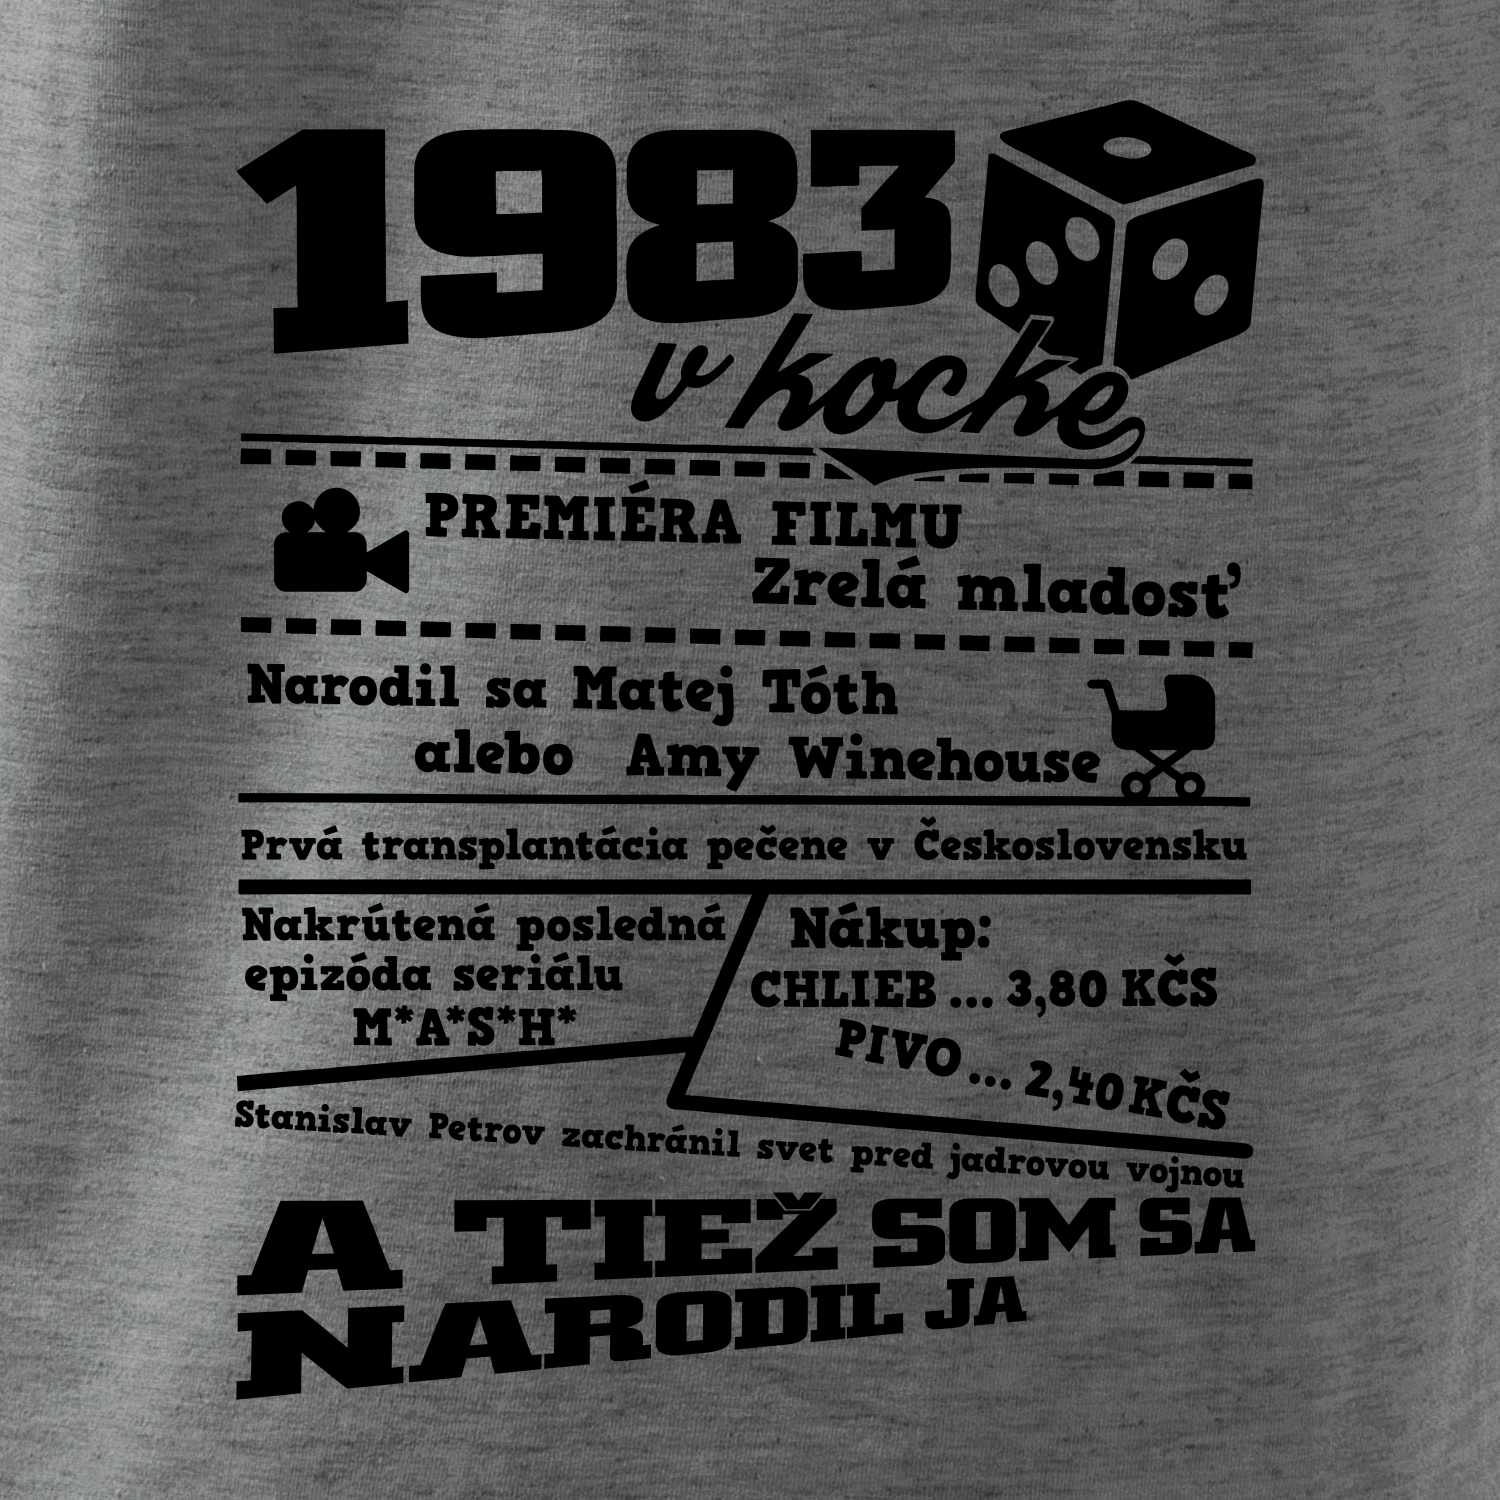 1983
v kocke
PREMIÉRA FILMU
Zrelá mladosť
Narodil sa Matej Tóth
alebo Amy Winehouse
Prvá transplantácia pečene v Československu
Nakrútená posledná
epizóda seriálu
M*A*S*H*
Nákup:
CHLIEB ... 3,80 KČS
PIVO ... 2,40 KČS
Stanislav Petrov zachránil svet pred jadrovou vojnou
A TIEŽ SOM SA
NARODIL JA